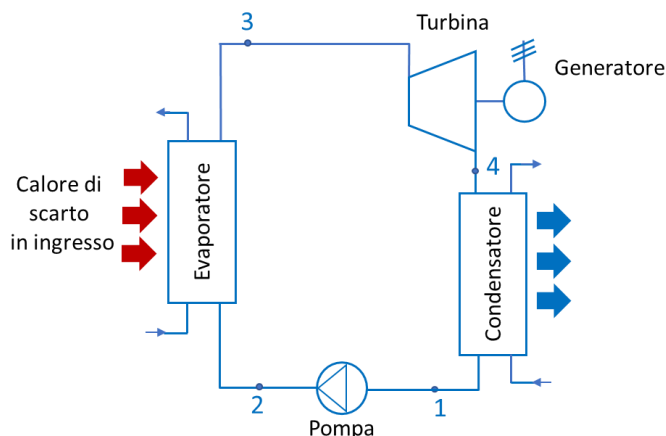 3
Turbina
Generatore
Calore di
scarto
in ingresso
Evaporatore
4
Condensatore
2
1
Pompa